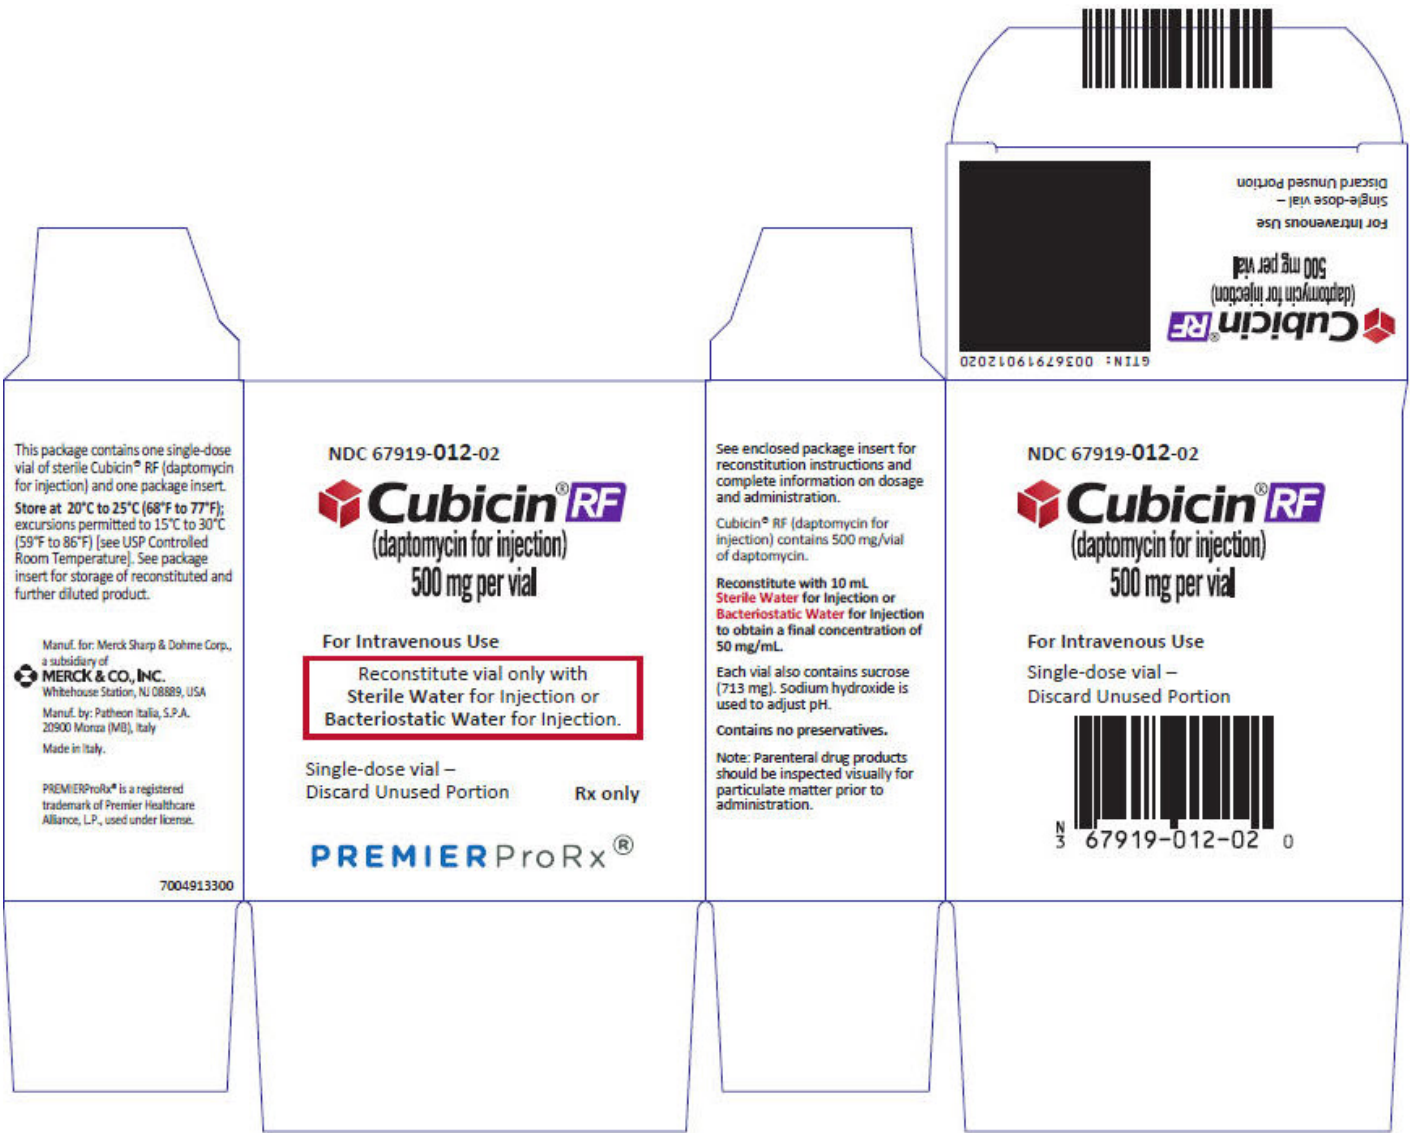 Discard Unused Portion
Single-dose vial –
For Intravenous Use
500 mg per vial
(daptomycin for injection)
Cubicin® RF
GTIN: 00367919012020
This package contains one single-dose
vial of sterile Cubicin® RF (daptomycin
for injection) and one package insert.
Store at 20°C to 25°C (68°F to 77°F);
excursions permitted to 15°C to 30°C
(59°F to 86°F) [see USP Controlled
Room Temperature]. See package
insert for storage of reconstituted and
further diluted product.
Manuf. for: Merck Sharp & Dohme Corp.,
a subsidiary of
MERCK & CO., INC.
Whitehouse Station, NJ 08889, USA
Manuf. by: Patheon Italia, S.P.A.
20900 Monza (MB), Italy
Made in Italy.
PREMIERProRx® is a registered
trademark of Premier Healthcare
Alliance, L.P., used under license.
7004913300
NDC 67919-012-02
Cubicin® RF
(daptomycin for injection)
500 mg per vial
For Intravenous Use
Reconstitute vial only with
Sterile Water for Injection or
Bacteriostatic Water for Injection.
Single-dose vial –
Discard Unused Portion Rx only
PREMIERProRx®
See enclosed package insert for
reconstitution instructions and
complete information on dosage
and administration.
Cubicin® RF (daptomycin for
injection) contains 500 mg/vial
of daptomycin.
Reconstitute with 10 mL
Sterile Water for Injection or
Bacteriostatic Water for Injection
to obtain a final concentration of
50 mg/mL.
Each vial also contains sucrose
(713 mg). Sodium hydroxide is
used to adjust pH.
Contains no preservatives.
Note: Parenteral drug products
should be inspected visually for
particulate matter prior to
administration.
NDC 67919-012-02
Cubicin® RF
(daptomycin for injection)
500 mg per vial
For Intravenous Use
Single-dose vial –
Discard Unused Portion
N
3 67919-012-02 0